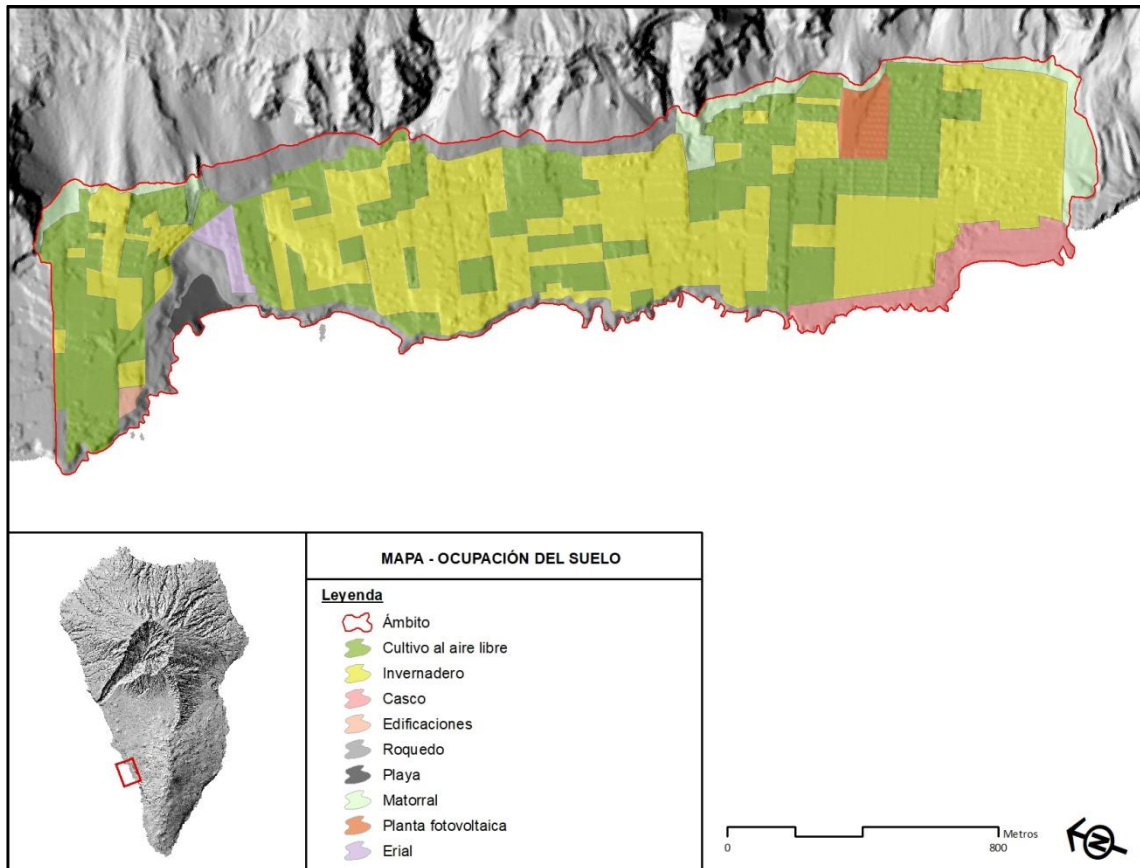 MAPA - OCUPACIÓN DEL SUELO
Leyenda
Ámbito
Cultivo al aire libre
Invernadero
Casco
Edificaciones
Roquedo
Playa
Matorral
Planta fotovoltaica
Erial
Metros
0 800
N